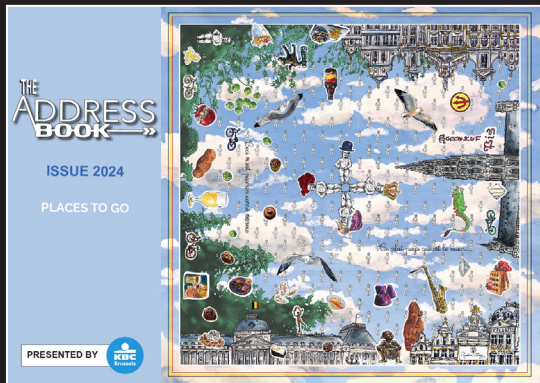 THE
ADDRESS
BOOK
ISSUE 2024
PLACES TO GO
PRESENTED BY
KBC
Brussels